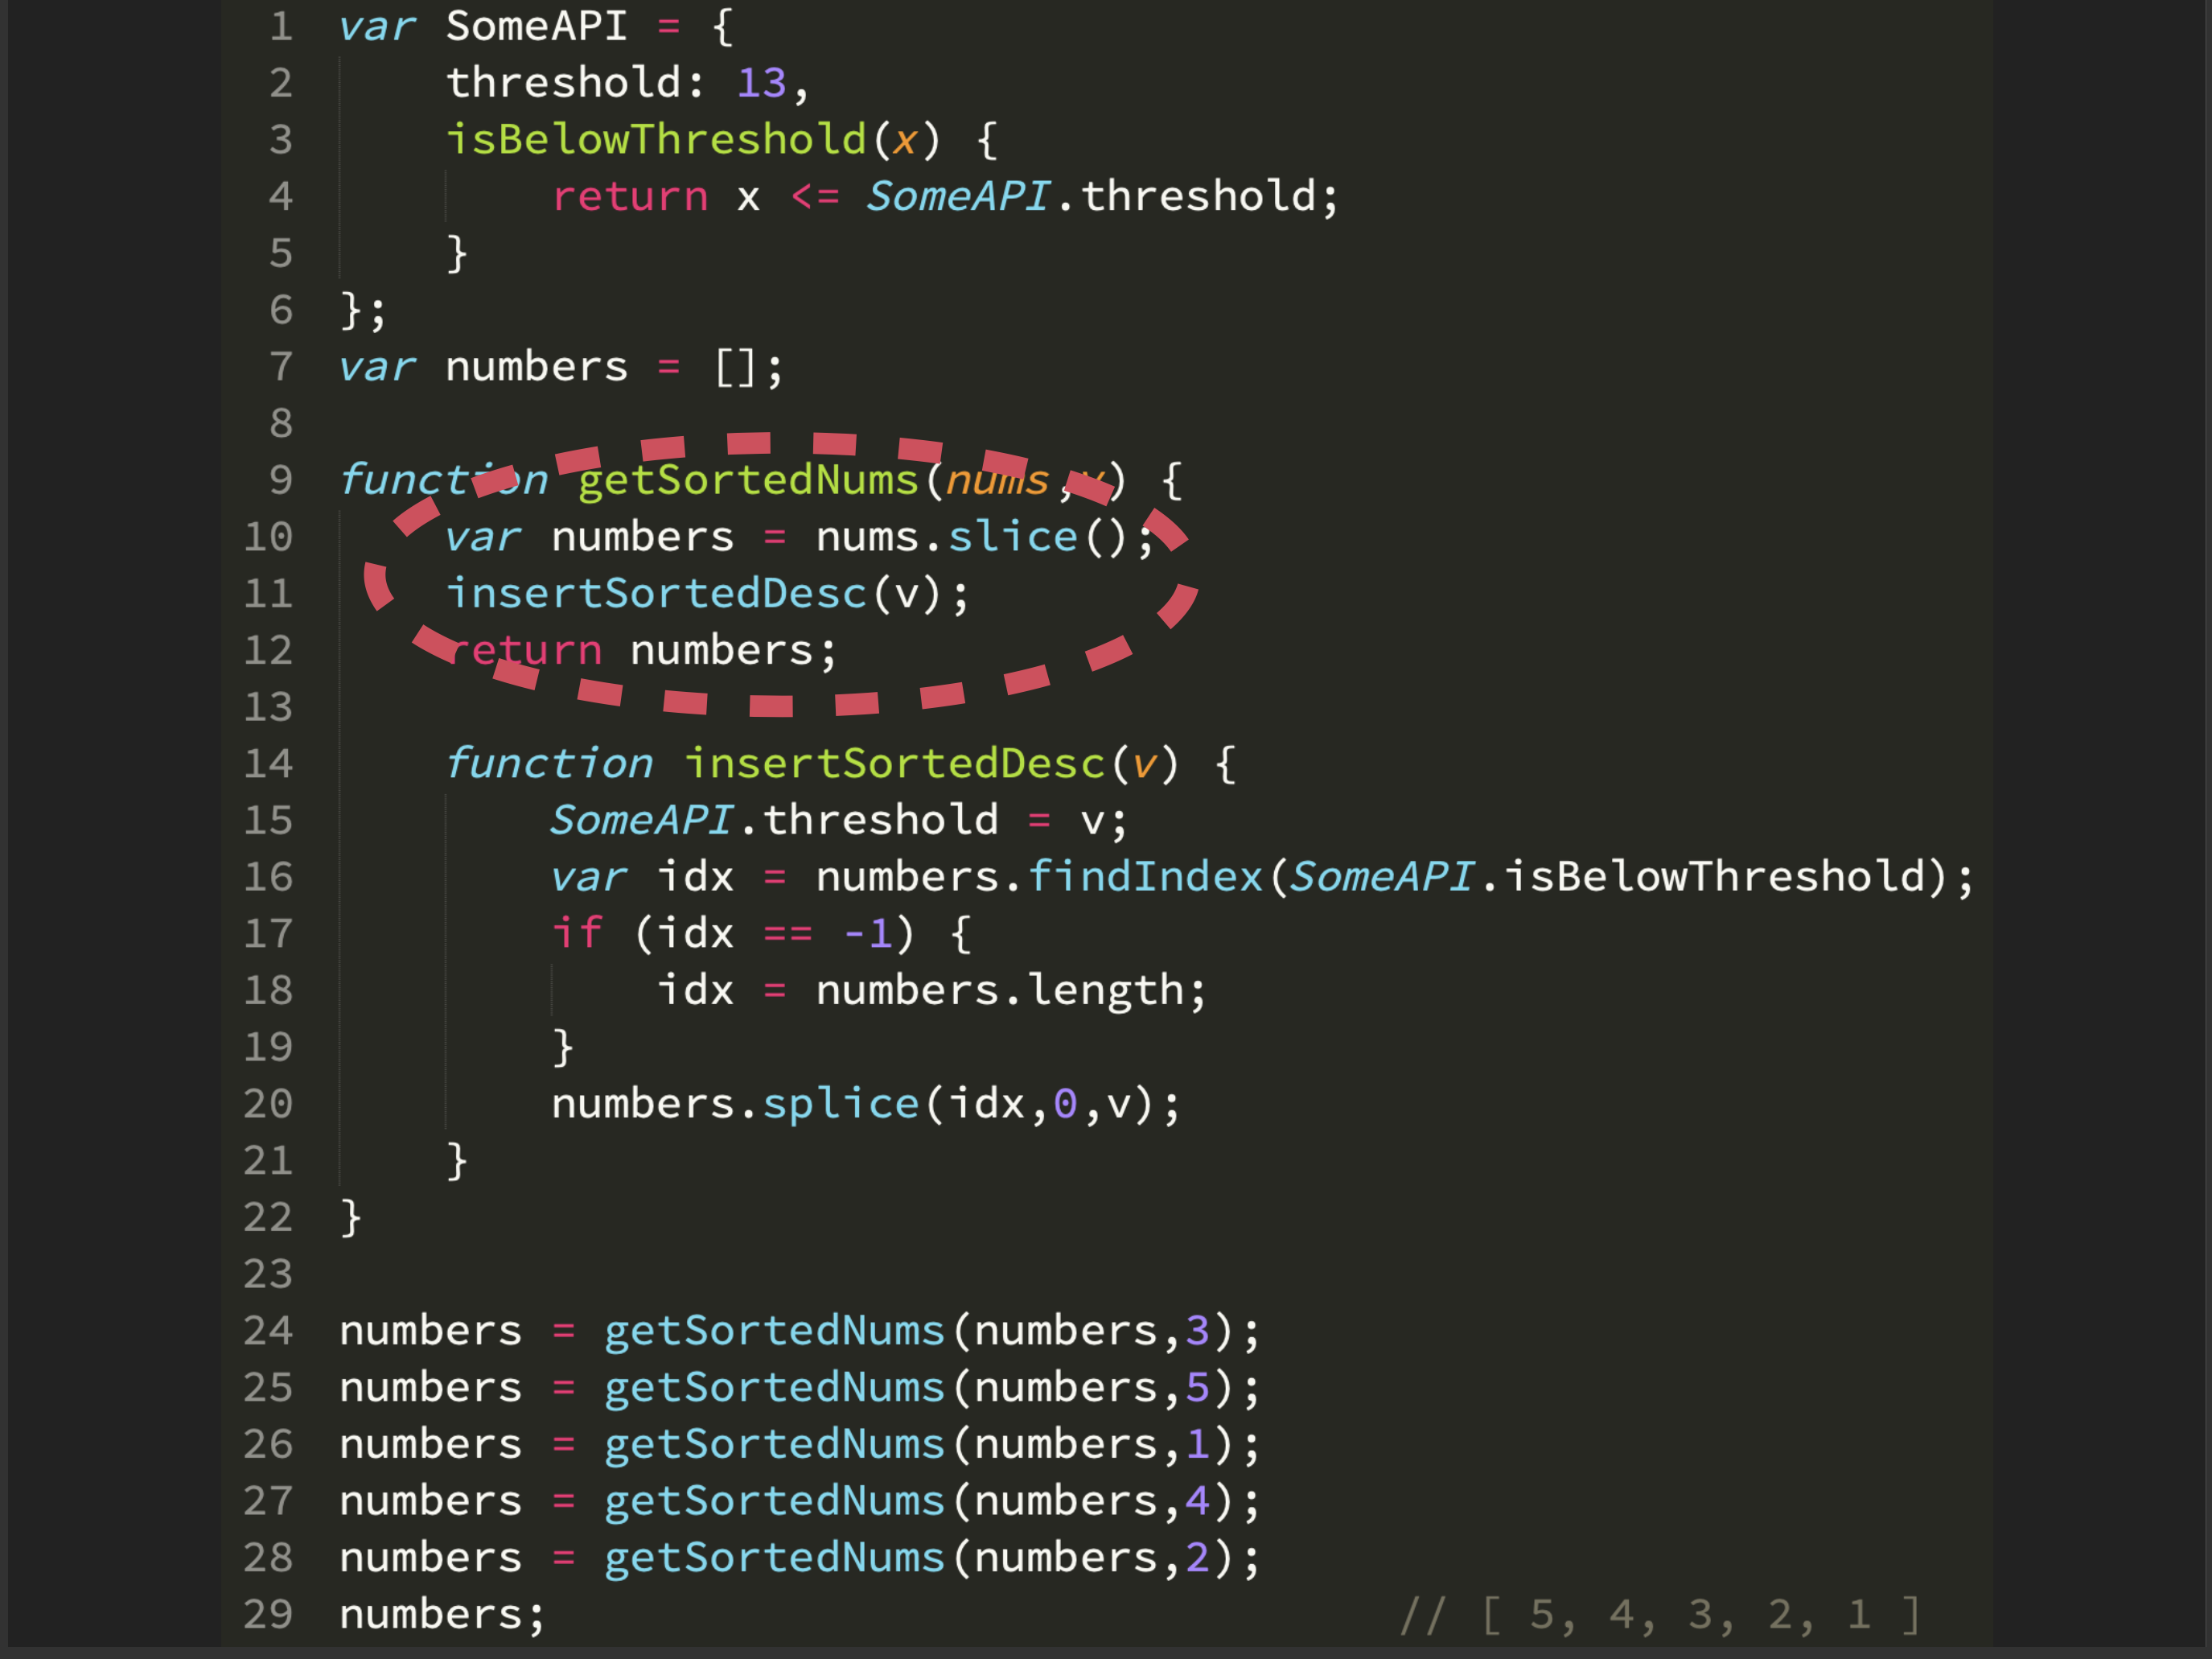 1 var SomeAPI = {
2 threshold: 13,
3 isBelowThreshold(x) {
4 return x <= SomeAPI.threshold;
5 }
6 };
7 var numbers = [];
8
9 function getSortedNums(nums,v) {
10 var numbers = nums.slice();
11 insertSortedDesc(v);
12 return numbers;
13
14 function insertSortedDesc(v) {
15 SomeAPI.threshold = v;
16 var idx = numbers.findIndex(SomeAPI.isBelowThreshold);
17 if (idx == -1) {
18 idx = numbers.length;
19 }
20 numbers.splice(idx,0,v);
21 }
22 }
23
24 numbers = getSortedNums(numbers,3);
25 numbers = getSortedNums(numbers,5);
26 numbers = getSortedNums(numbers,1);
27 numbers = getSortedNums(numbers,4);
28 numbers = getSortedNums(numbers,2);
29 numbers; // [ 5, 4, 3, 2, 1 ]